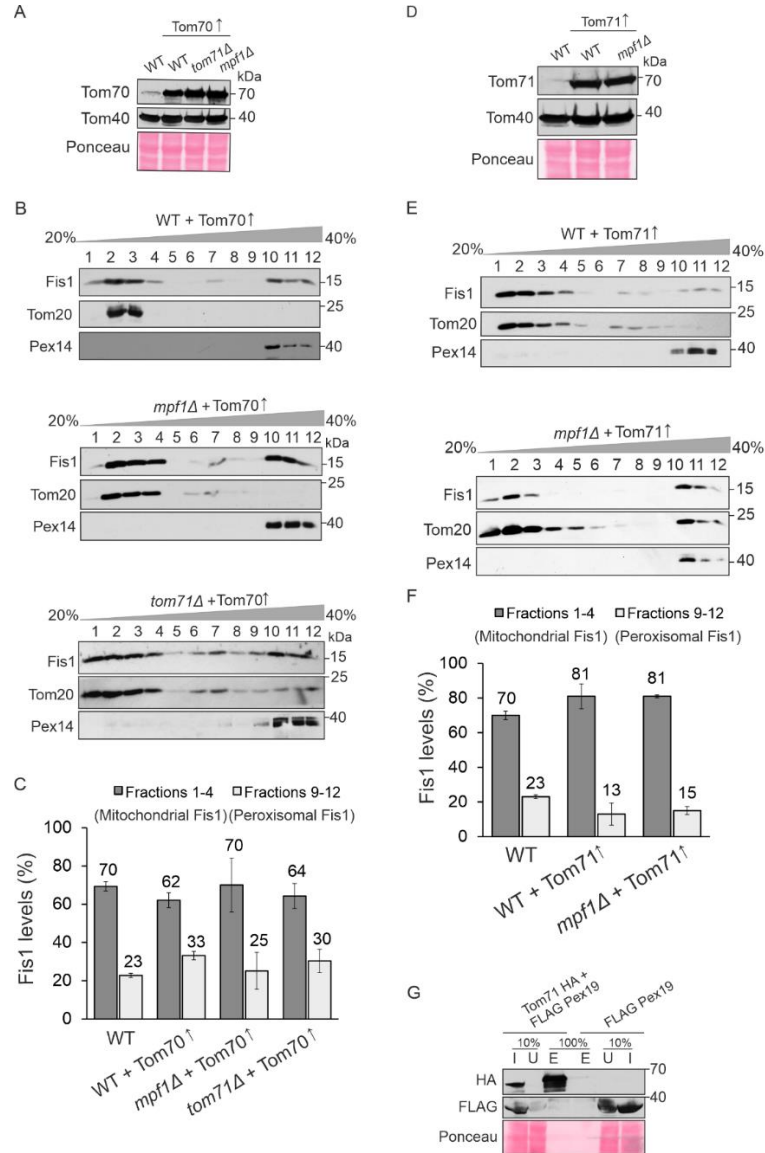 A
Tom70↑
WT WT tom71Δ mpf1Δ
kDa
Tom70 70
Tom40 40
Ponceau
B
WT + Tom70↑
20% 40%
1 2 3 4 5 6 7 8 9 10 11 12
Fis1 15
25
Tom20
Pex14 40
mpf1Δ + Tom70↑
20% 40%
1 2 3 4 5 6 7 8 9 10 11 12 kDa
Fis1 15
25
Tom20
Pex14 40
tom71Δ +Tom70↑
20% 40%
1 2 3 4 5 6 7 8 9 10 11 12 kDa
Fis1 15
25
Tom20
Pex14 40
C
Fractions 1-4 Fractions 9-12
(Mitochondrial Fis1) (Peroxisomal Fis1)
Fis1 levels (%)
100
80
60
40
20
0
70 23 62 33 70 25 64 30
WT
WT + Tom70↑
mpf1Δ + Tom70↑
tom71Δ + Tom70↑
D
Tom71↑
WT WT mpf1Δ
kDa
Tom71 70
Tom40 40
Ponceau
E
WT + Tom71↑
20% 40%
1 2 3 4 5 6 7 8 9 10 11 12
Fis1 15
25
Tom20
Pex14 40
mpf1Δ + Tom71↑
20% 40%
1 2 3 4 5 6 7 8 9 10 11 12
Fis1 15
25
Tom20
Pex14 40
F
Fractions 1-4 Fractions 9-12
(Mitochondrial Fis1) (Peroxisomal Fis1)
Fis1 levels (%)
100
80
60
40
20
0
70 23 81 13 81 15
WT
WT + Tom71↑
mpf1Δ + Tom71↑
G
Tom71 HA +
FLAG Pex19
FLAG Pex19
10% 100% 10%
I U E E U I
70
HA
40
FLAG
Ponceau